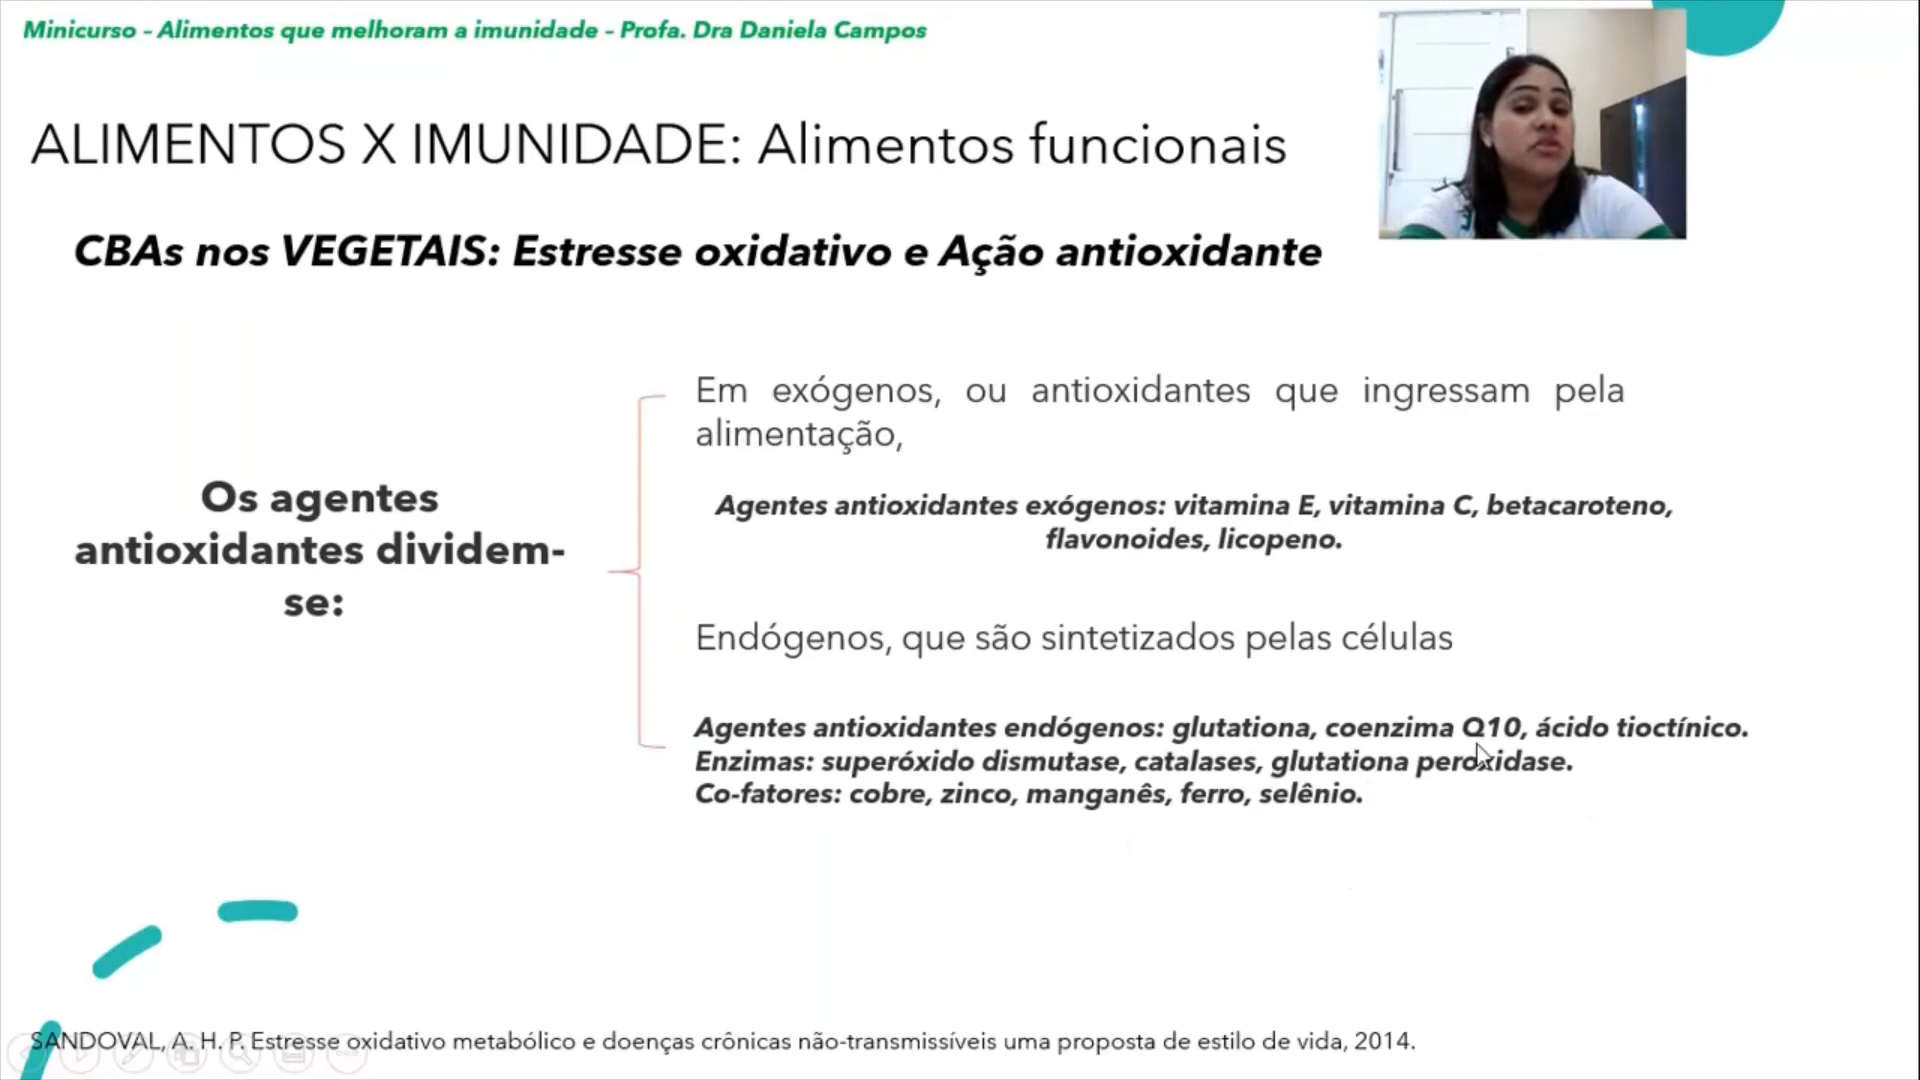 Minicurso – Alimentos que melhoram a imunidade – Profa. Dra Daniela Campos
ALIMENTOS X IMUNIDADE: Alimentos funcionais
CBAs nos VEGETAIS: Estresse oxidativo e Ação antioxidante
Os agentes
antioxidantes dividem-
se:
Em exógenos, ou antioxidantes que ingressam pela
alimentação,
Agentes antioxidantes exógenos: vitamina E, vitamina C, betacaroteno,
flavonoides, licopeno.
Endógenos, que são sintetizados pelas células
Agentes antioxidantes endógenos: glutationa, coenzima Q10, ácido tioctínico.
Enzimas: superóxido dismutase, catalases, glutationa peroxidase.
Co-fatores: cobre, zinco, manganês, ferro, selênio.
SANDOVAL, A. H. P. Estresse oxidativo metabólico e doenças crônicas não-transmissíveis uma proposta de estilo de vida, 2014.